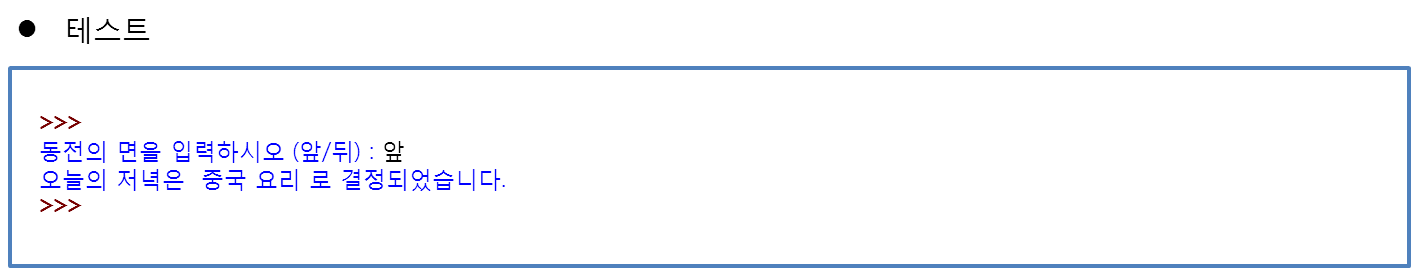 ● 테스트
>>>
동전의 면을 입력하시오 (앞/뒤) : 앞
오늘의 저녁은  중국 요리 로 결정되었습니다.
>>>